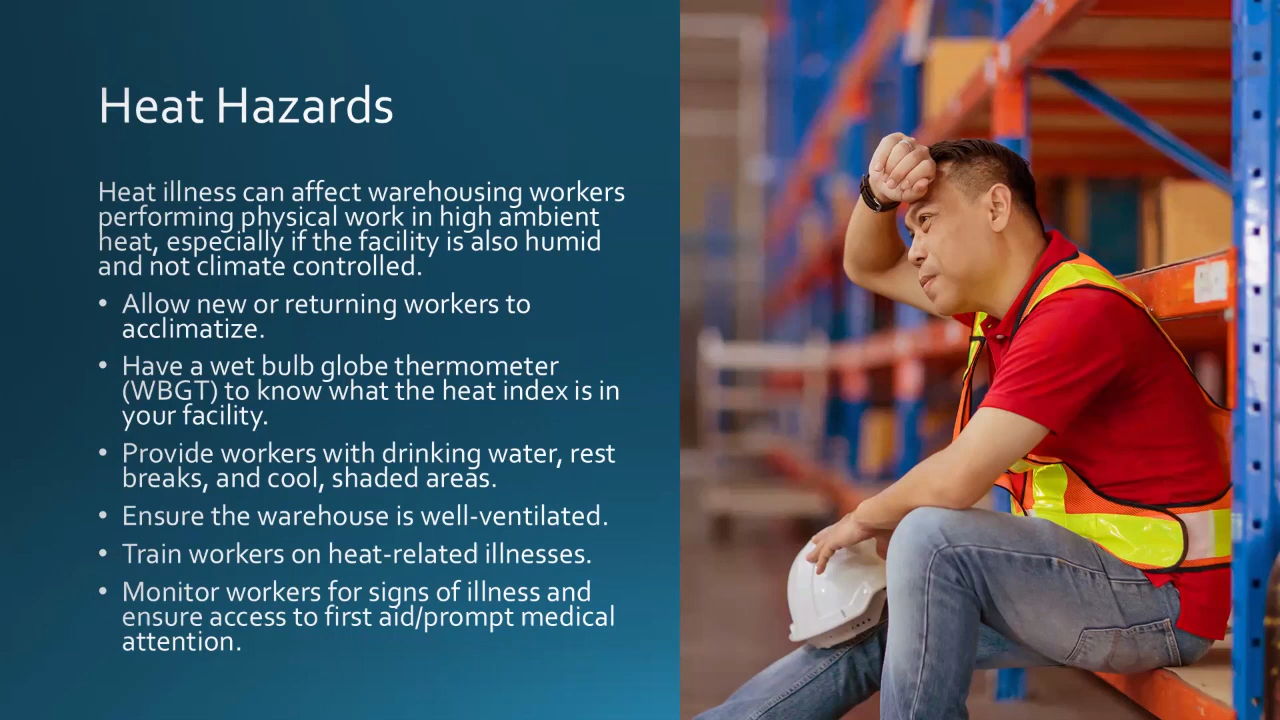 Heat Hazards
Heat illness can affect warehousing workers
performing physical work in high ambient
heat, especially if the facility is also humid
and not climate controlled.
• Allow new or returning workers to
acclimatize.
• Have a wet bulb globe thermometer
(WBGT) to know what the heat index is in
your facility.
• Provide workers with drinking water, rest
breaks, and cool, shaded areas.
• Ensure the warehouse is well-ventilated.
• Train workers on heat-related illnesses.
• Monitor workers for signs of illness and
ensure access to first aid/prompt medical
attention.